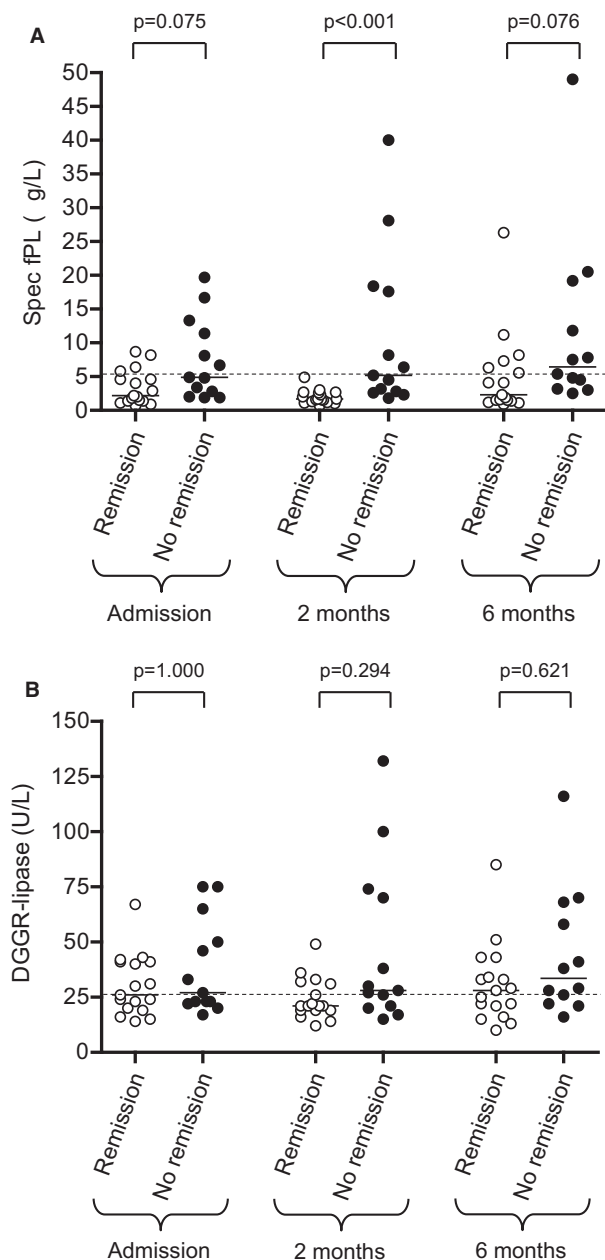 A
p=0.075 p<0.001 p=0.076
50
45
40
35
30
25
20
15
10
5
0
Spec fPL ( g/L)
Remission No remission Remission No remission Remission No remission
Admission 2 months 6 months
B
p=1.000 p=0.294 p=0.621
150
125
100
75
50
25
0
DGGR-lipase (U/L)
Remission No remission Remission No remission Remission No remission
Admission 2 months 6 months